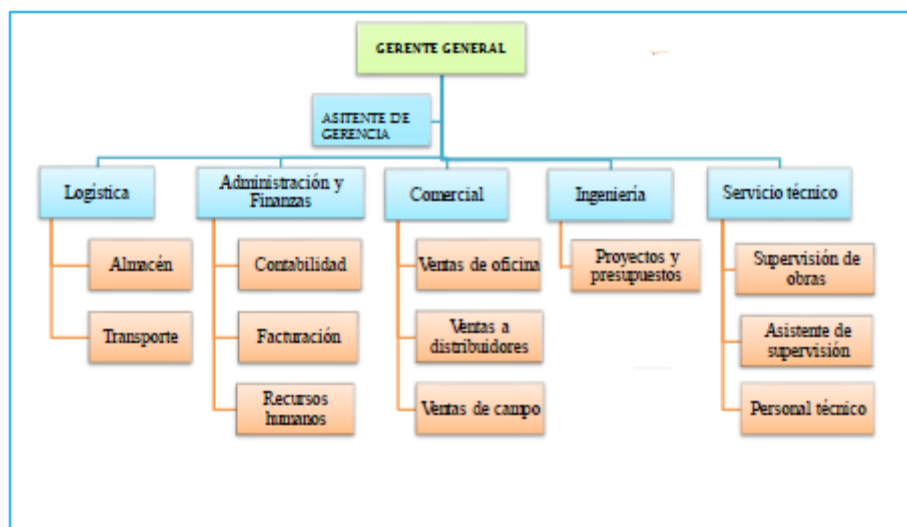 GERENTE GENERAL
ASITENTE DE
GERENCIA
Logística
Administración y
Finanzas
Comercial
Ingeniería
Servicio técnico
Almacén
Contabilidad
Ventas de oficina
Proyectos y
presupuestos
Supervisión de
obras
Transporte
Facturación
Ventas a
distribuidores
Asistente de
supervisión
Recursos
humanos
Ventas de campo
Personal técnico